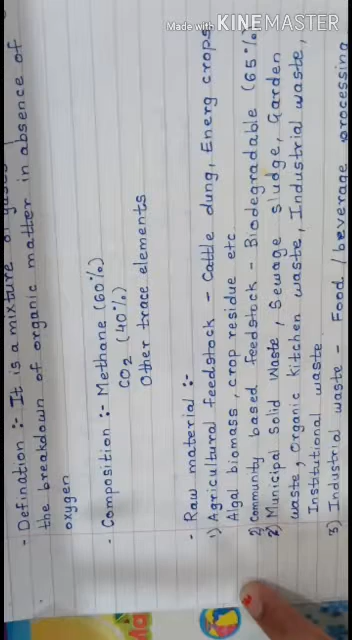 Made with KINEMASTER
- Defination :- It is a mixture of gases
the breakdown of organic matter in absence of
oxygen
- Composition :- Methane (60%)
CO2 (40%)
Other trace elements
- Raw material :-
1) Agricultural feedstock - Cattle dung, Energ crops
Algal biomass, crop residue etc
2) Community based feedstock - Biodegradable (65%)
2) Municipal Solid Waste, Sewage sludge, Garden
waste, Organic kitchen waste, Industrial waste,
Institutional waste
3) Industrial waste - Food / beverage processing